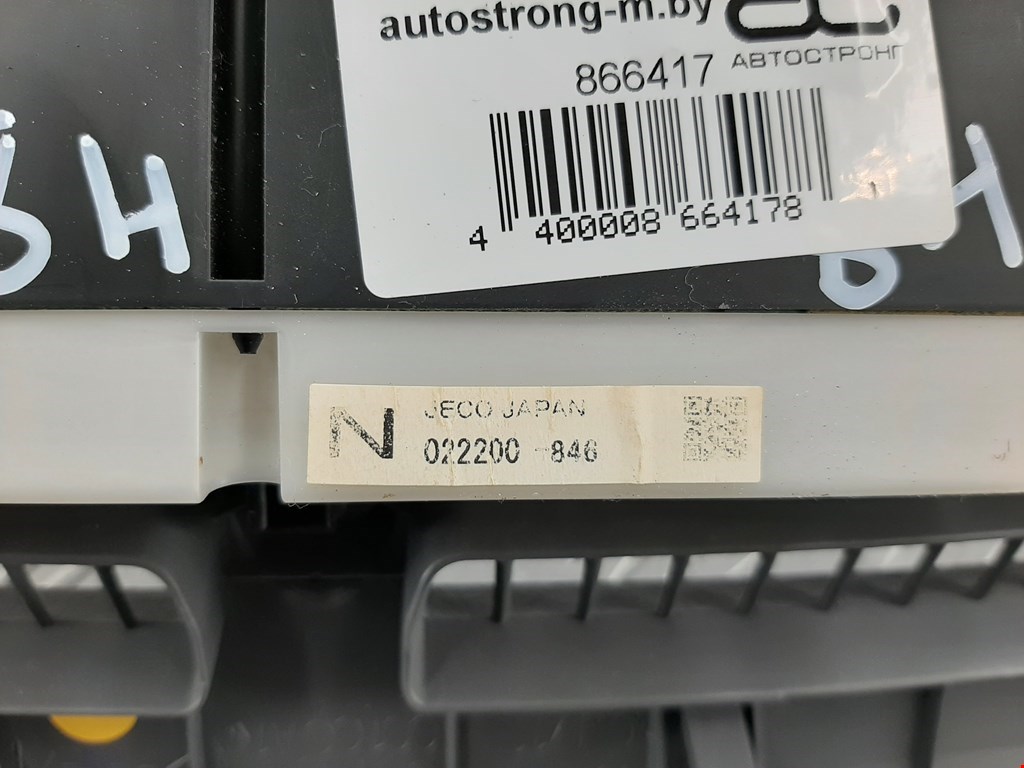 autostrong-m.by
АВТОСТРОНГ
866417
4 400008 664178
N
JECO JAPAN
022200-846